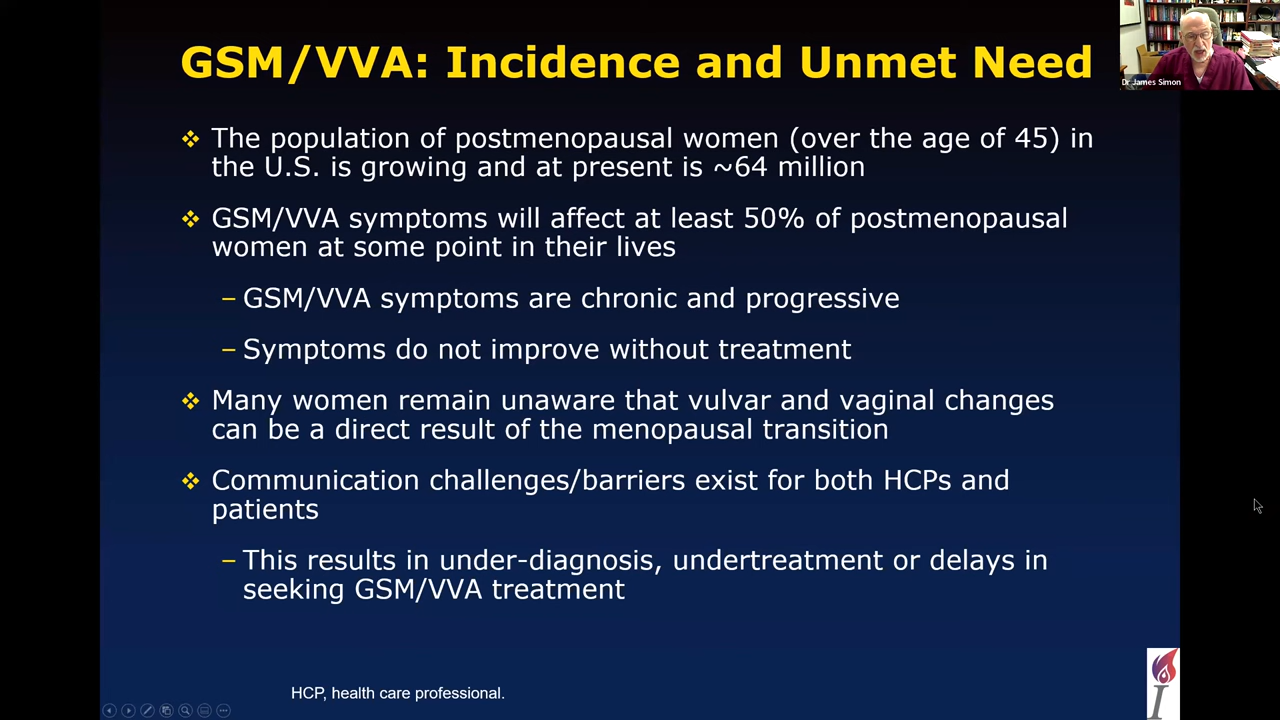 GSM/VVA: Incidence and Unmet Need
Dr James Simon
❖ The population of postmenopausal women (over the age of 45) in
the U.S. is growing and at present is ~64 million
❖ GSM/VVA symptoms will affect at least 50% of postmenopausal
women at some point in their lives
– GSM/VVA symptoms are chronic and progressive
– Symptoms do not improve without treatment
❖ Many women remain unaware that vulvar and vaginal changes
can be a direct result of the menopausal transition
❖ Communication challenges/barriers exist for both HCPs and
patients
– This results in under-diagnosis, undertreatment or delays in
seeking GSM/VVA treatment
HCP, health care professional.
I